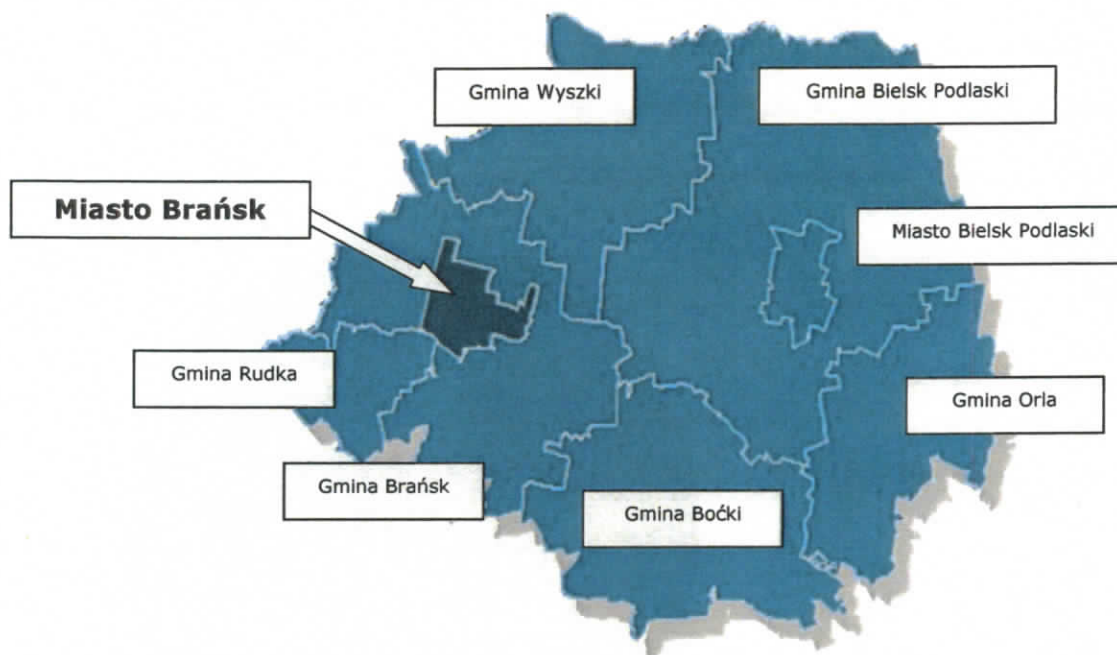 Gmina Wyszki
Gmina Bielsk Podlaski
Miasto Brańsk
Miasto Bielsk Podlaski
Gmina Rudka
Gmina Orla
Gmina Brańsk
Gmina Boćki